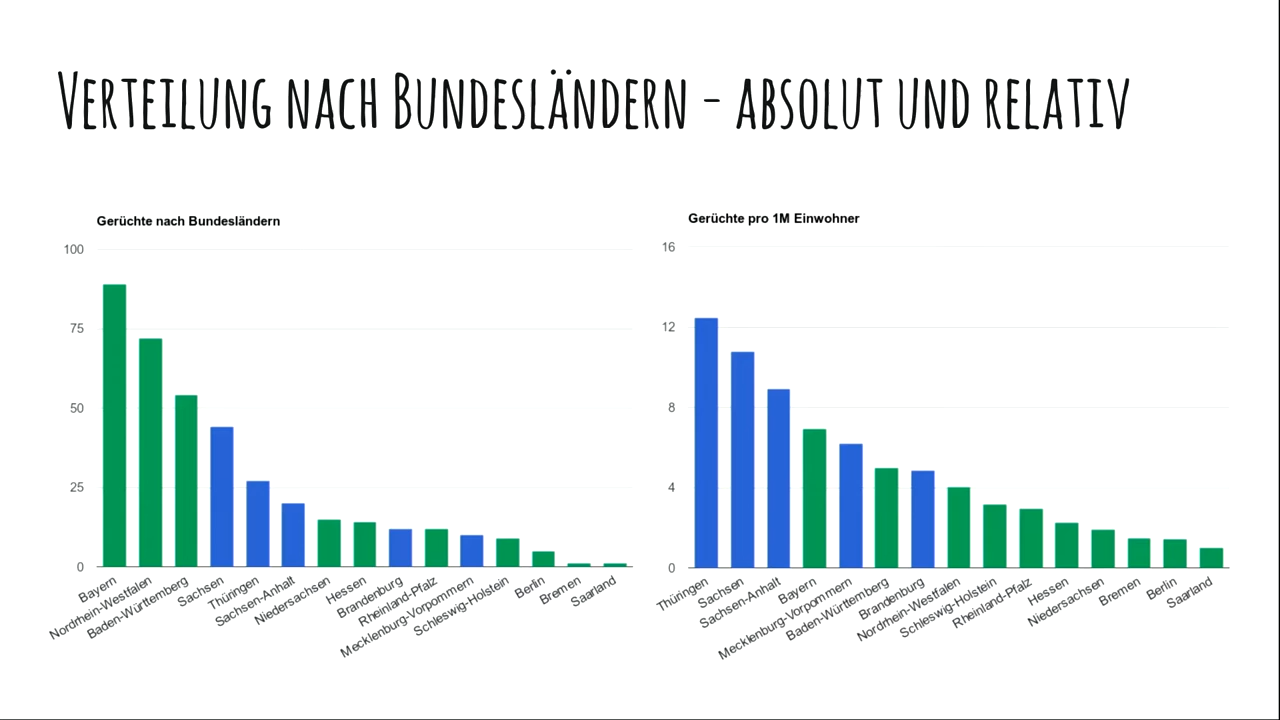 Verteilung nach Bundesländern - absolut und relativ
Gerüchte nach Bundesländern
100
75
50
25
0
Bayern
Nordrhein-Westfalen
Baden-Württemberg
Sachsen
Thüringen
Sachsen-Anhalt
Niedersachsen
Hessen
Brandenburg
Rheinland-Pfalz
Mecklenburg-Vorpommern
Schleswig-Holstein
Berlin
Bremen
Saarland
Gerüchte pro 1M Einwohner
16
12
8
4
0
Thüringen
Sachsen
Sachsen-Anhalt
Bayern
Mecklenburg-Vorpommern
Baden-Württemberg
Brandenburg
Nordrhein-Westfalen
Schleswig-Holstein
Rheinland-Pfalz
Hessen
Niedersachsen
Bremen
Berlin
Saarland